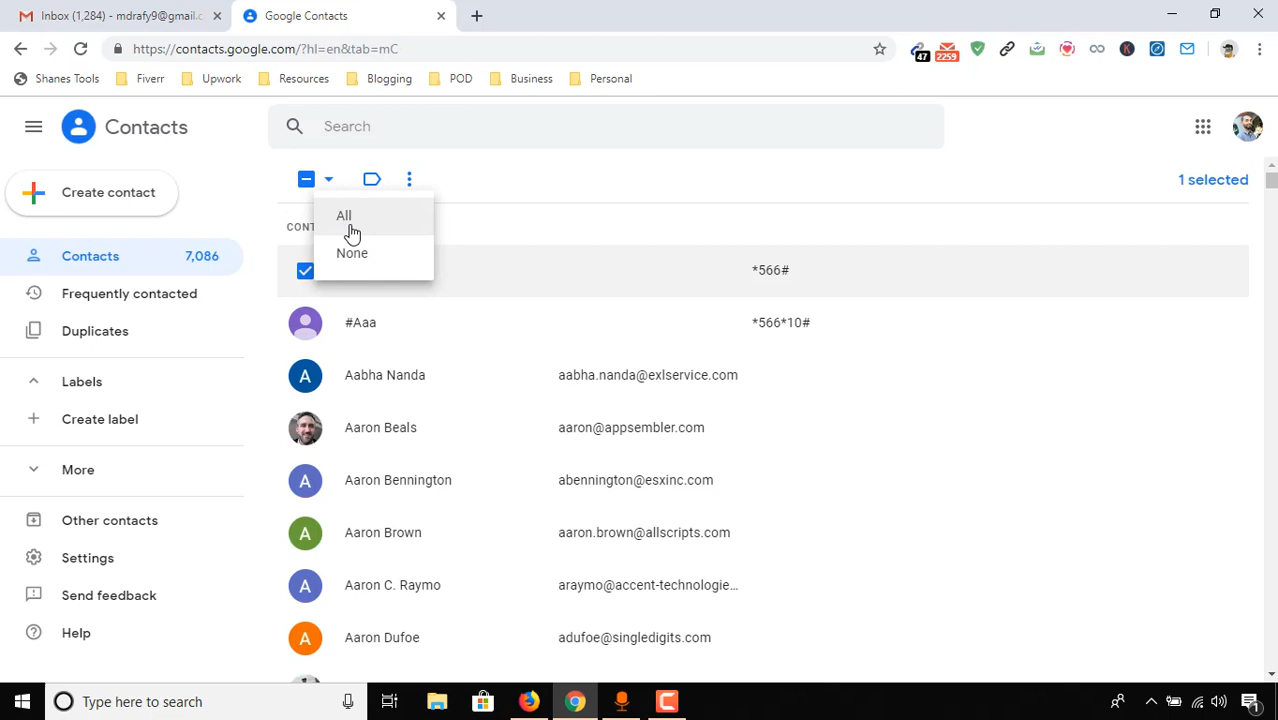 Inbox (1,284) - mdrafy9@gmail.c
Google Contacts
https://contacts.google.com/?hl=en&tab=mC
47
2259
K
Shanes Tools
Fiverr
Upwork
Resources
Blogging
POD
Business
Personal
Contacts
Search
Create contact
1 selected
All
CONT
None
Contacts 7,086
*566#
Frequently contacted
#Aaa *566*10#
Duplicates
A Aabha Nanda aabha.nanda@exlservice.com
Labels
Create label
Aaron Beals aaron@appsembler.com
More
A Aaron Bennington abennington@esxinc.com
Other contacts
A Aaron Brown aaron.brown@allscripts.com
Settings
A Aaron C. Raymo araymo@accent-technologie...
Send feedback
Help
A Aaron Dufoe adufoe@singledigits.com
Type here to search
1